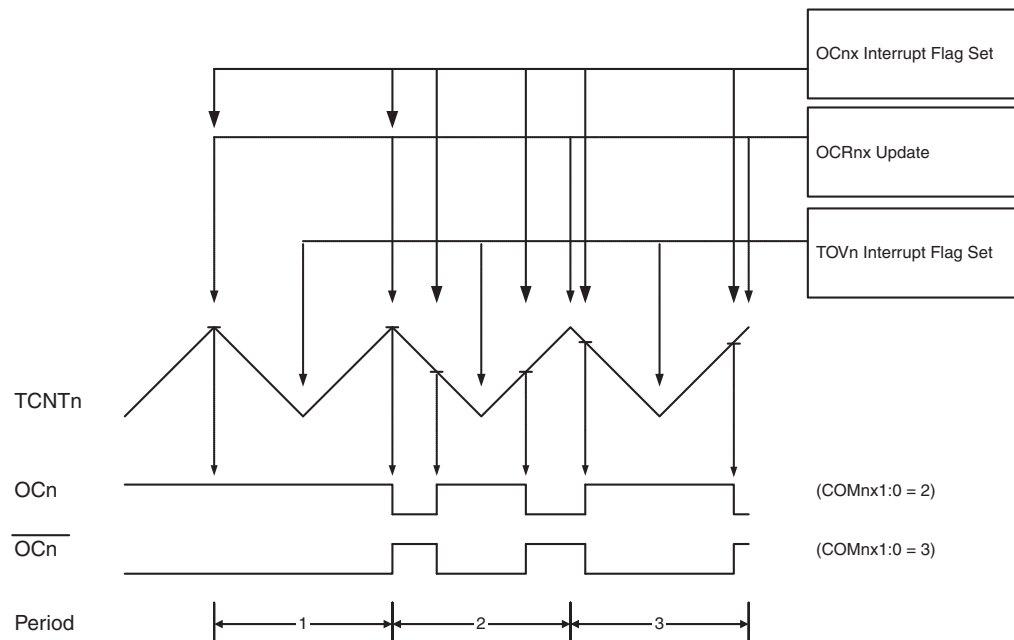 OCnx Interrupt Flag Set
OCRnx Update
TOVn Interrupt Flag Set
TCNTn
OCn
(COMnx1:0 = 2)
OCn
(COMnx1:0 = 3)
Period
1
2
3